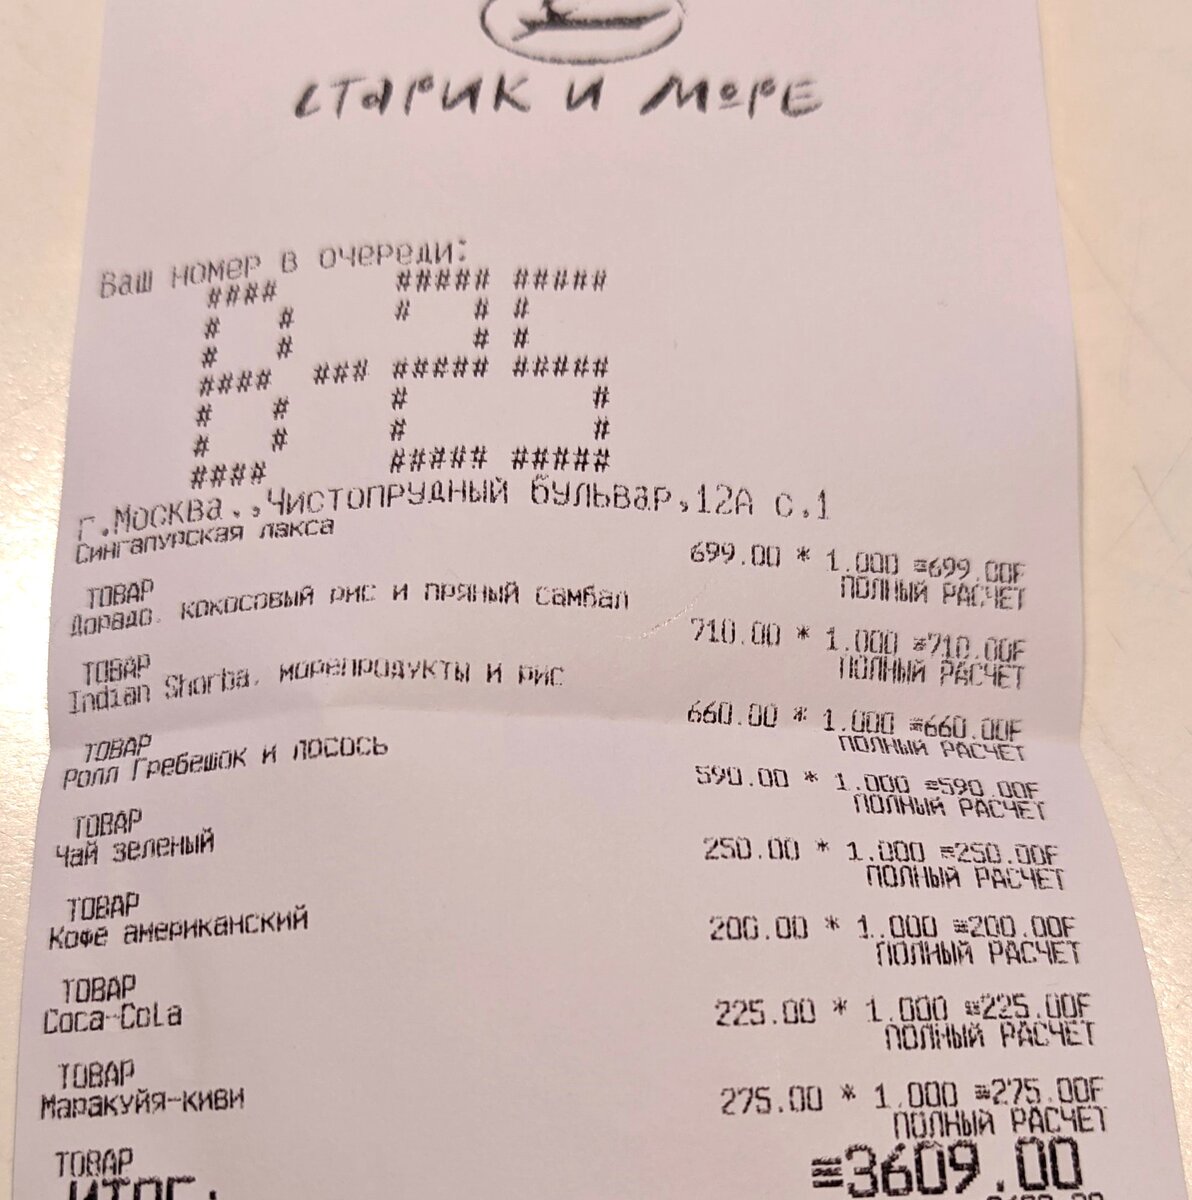 СТАРИК И МОРЕ
Ваш номер в очереди:
B-25
г.Москва.,Чистопрудный бульвар,12А с.1
Сингапурская лакса
699.00 * 1.000 ≡699.00F
ТОВАР ПОЛНЫЙ РАСЧЕТ
Дорадо, кокосовый рис и пряный самбал
710.00 * 1.000 ≡710.00F
ТОВАР ПОЛНЫЙ РАСЧЕТ
Indian Shorba, морепродукты и рис
660.00 * 1.000 ≡660.00F
ТОВАР ПОЛНЫЙ РАСЧЕТ
Ролл Гребешок и лосось
590.00 * 1.000 ≡590.00F
ТОВАР ПОЛНЫЙ РАСЧЕТ
Чай зеленый
250.00 * 1.000 ≡250.00F
ТОВАР ПОЛНЫЙ РАСЧЕТ
Кофе американский
200.00 * 1.000 ≡200.00F
ТОВАР ПОЛНЫЙ РАСЧЕТ
Coca-Cola
225.00 * 1.000 ≡225.00F
ТОВАР ПОЛНЫЙ РАСЧЕТ
Маракуйя-киви
275.00 * 1.000 ≡275.00F
ТОВАР ПОЛНЫЙ РАСЧЕТ
ИТОГ: ≡3609.00